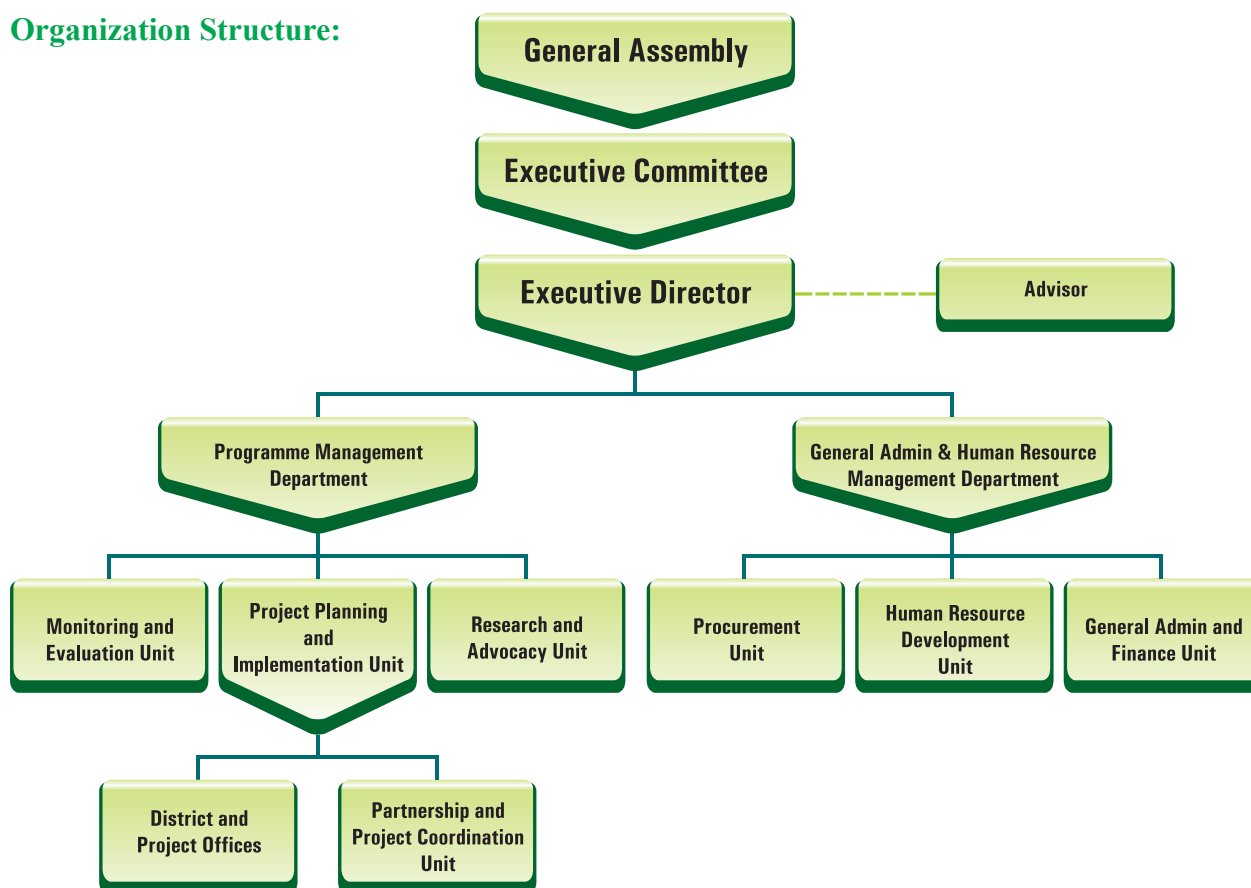 Organization Structure:
General Assembly
Executive Committee
Executive Director
Advisor
Programme Management
Department
General Admin & Human Resource
Management Department
Monitoring and
Evaluation Unit
Project Planning
and
Implementation Unit
Research and
Advocacy Unit
Procurement
Unit
Human Resource
Development
Unit
General Admin and
Finance Unit
District and
Project Offices
Partnership and
Project Coordination
Unit